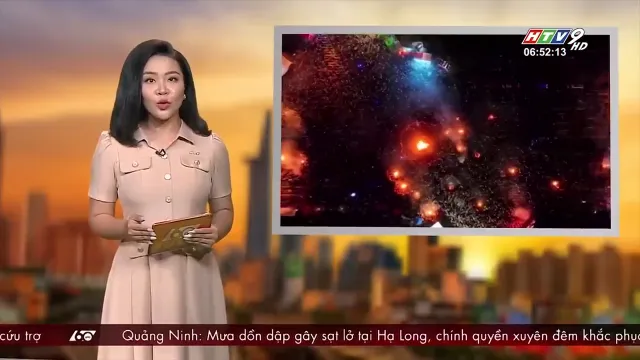 HTV9 HD
06:52:13
cứu trợ
Quảng Ninh: Mưa dồn dập gây sạt lở tại Hạ Long, chính quyền xuyên đêm khắc phục